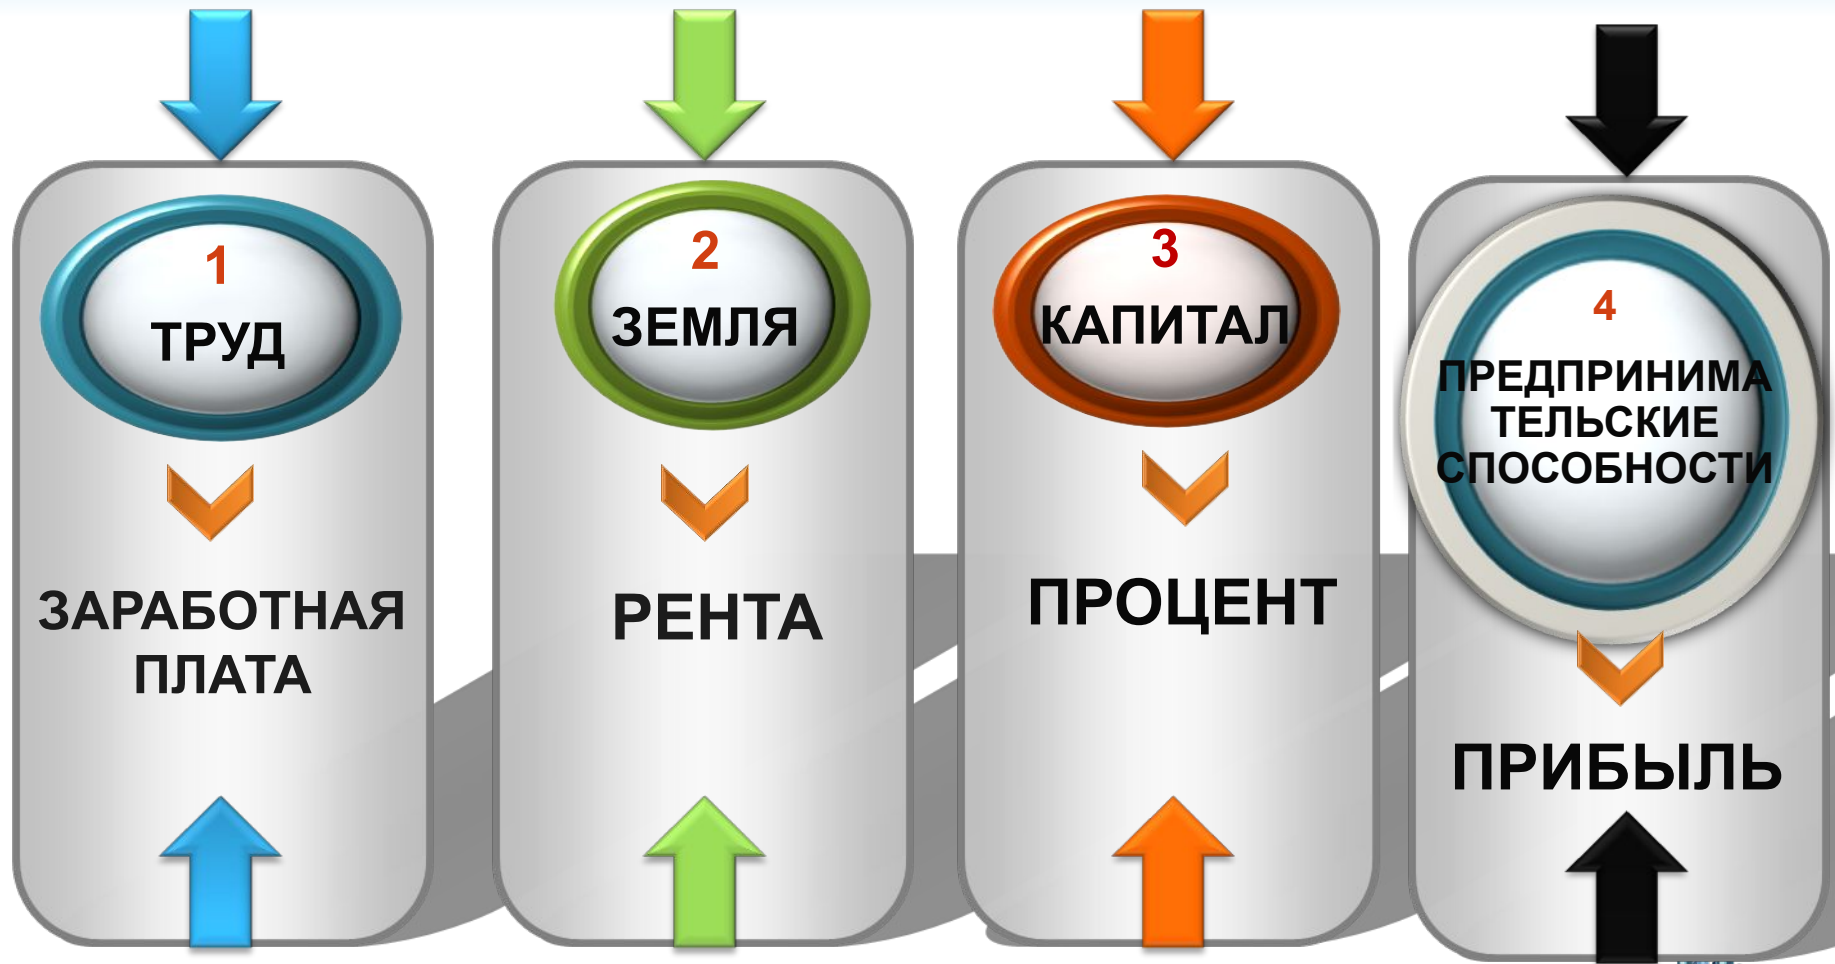 1
ТРУД
ЗАРАБОТНАЯ
ПЛАТА
2
ЗЕМЛЯ
РЕНТА
3
КАПИТАЛ
ПРОЦЕНТ
4
ПРЕДПРИНИМА
ТЕЛЬСКИЕ
СПОСОБНОСТИ
ПРИБЫЛЬ